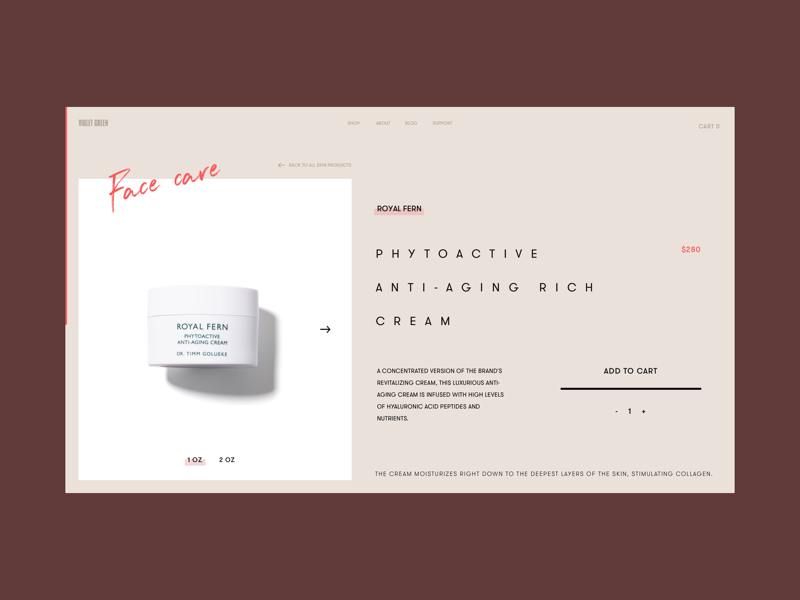 VIOLET GREEN
SHOP ABOUT BLOG SUPPORT
CART 0
← BACK TO ALL SKIN PRODUCTS
Face care
ROYAL FERN
PHYTOACTIVE
ANTI-AGING CREAM
DR. TIMM GOLUEKE
→
1 OZ 2 OZ
ROYAL FERN
PHYTOACTIVE
ANTI-AGING RICH
CREAM
$280
A CONCENTRATED VERSION OF THE BRAND'S
REVITALIZING CREAM, THIS LUXURIOUS ANTI-
AGING CREAM IS INFUSED WITH HIGH LEVELS
OF HYALURONIC ACID PEPTIDES AND
NUTRIENTS.
ADD TO CART
- 1 +
THE CREAM MOISTURIZES RIGHT DOWN TO THE DEEPEST LAYERS OF THE SKIN, STIMULATING COLLAGEN.